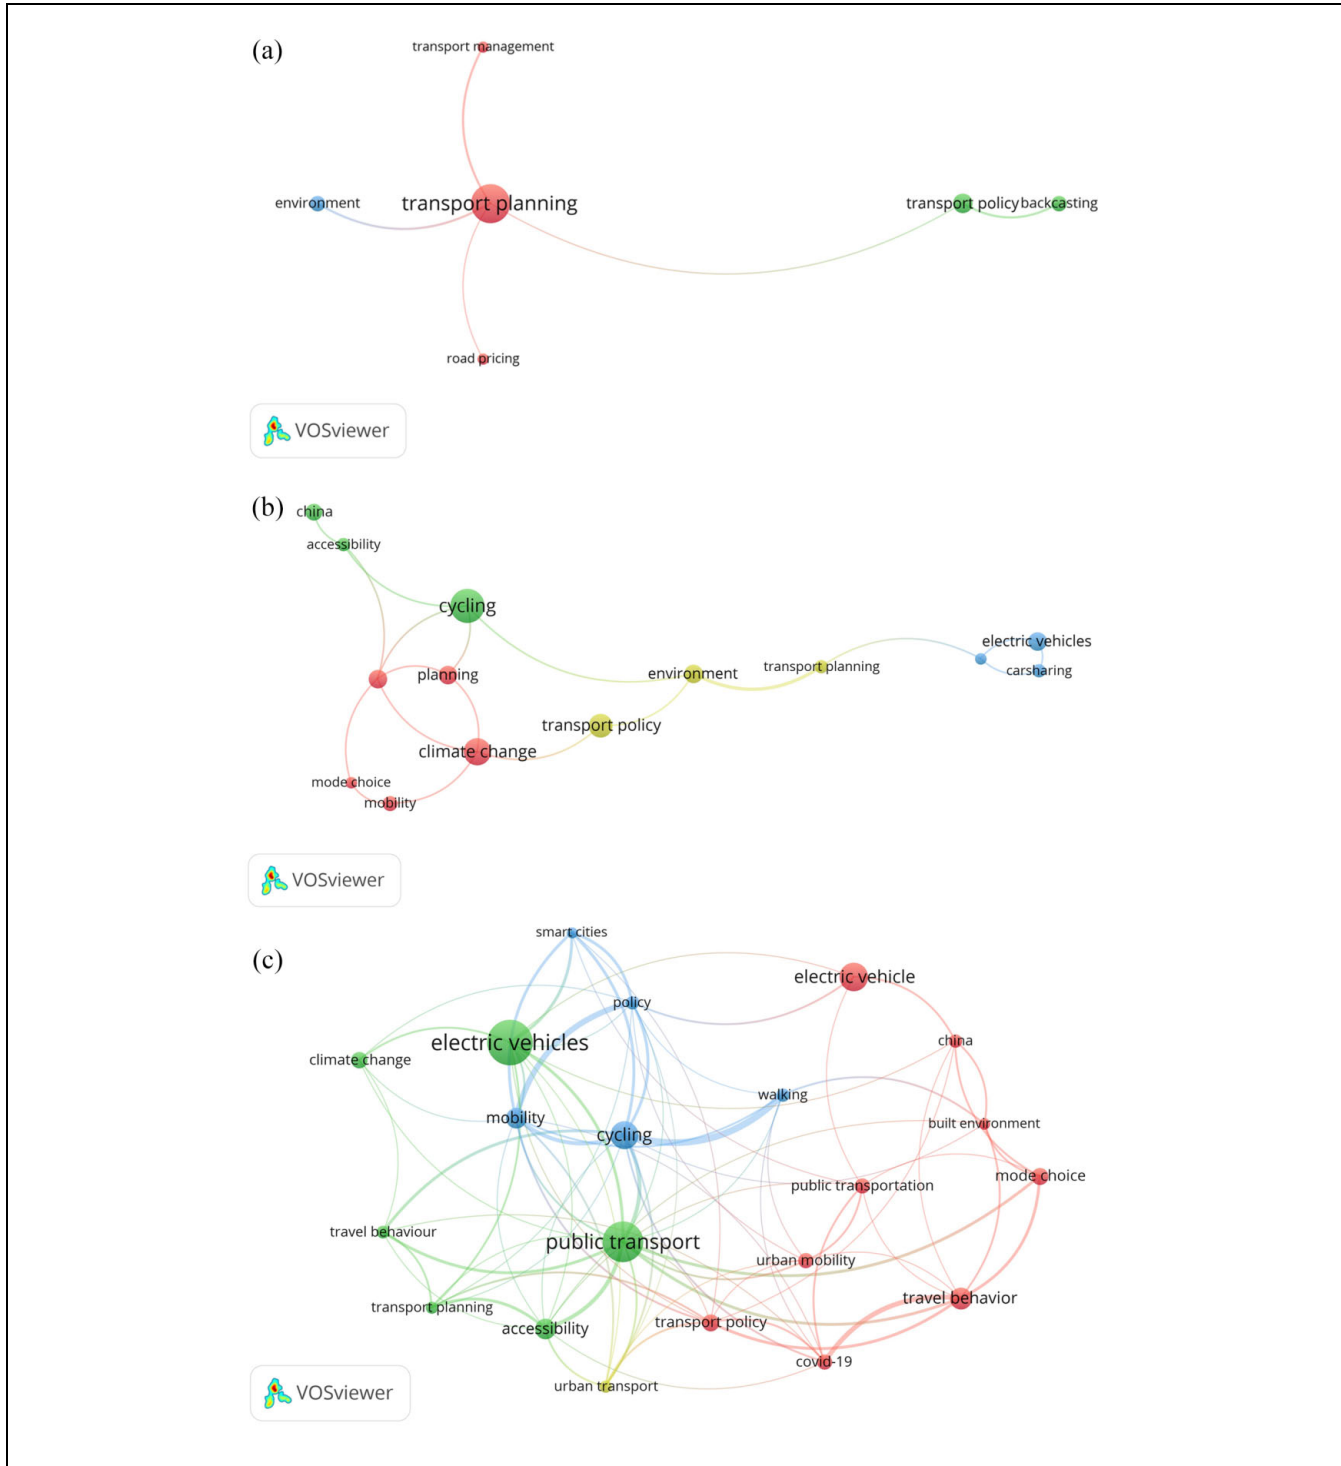 (a)
transport management
environment
transport planning
transport policy
backcasting
road pricing
VOSviewer
(b)
china
accessibility
cycling
electric vehicles
planning
environment
transport planning
carsharing
transport policy
climate change
mode choice
mobility
VOSviewer
smart cities
(c)
electric vehicle
policy
electric vehicles
china
climate change
walking
mobility
cycling
built environment
mode choice
public transportation
travel behaviour
public transport
urban mobility
travel behavior
transport planning
accessibility
transport policy
covid-19
urban transport
VOSviewer